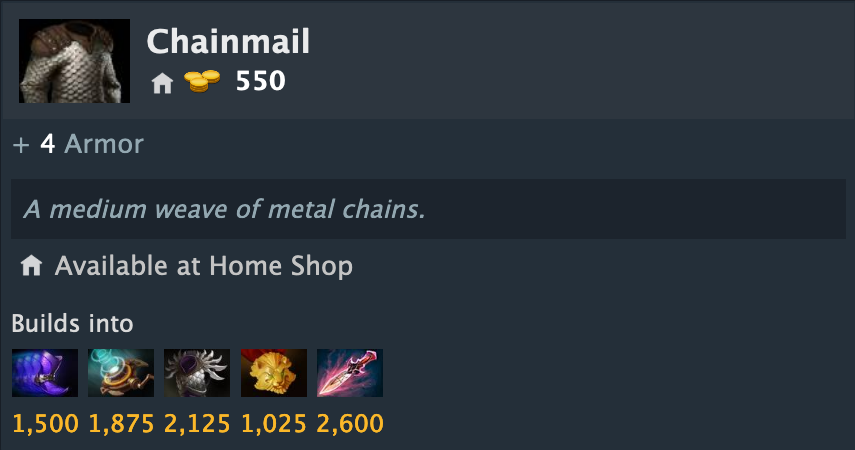 Chainmail
550
+ 4 Armor
A medium weave of metal chains.
Available at Home Shop
Builds into
1,500 1,875 2,125 1,025 2,600